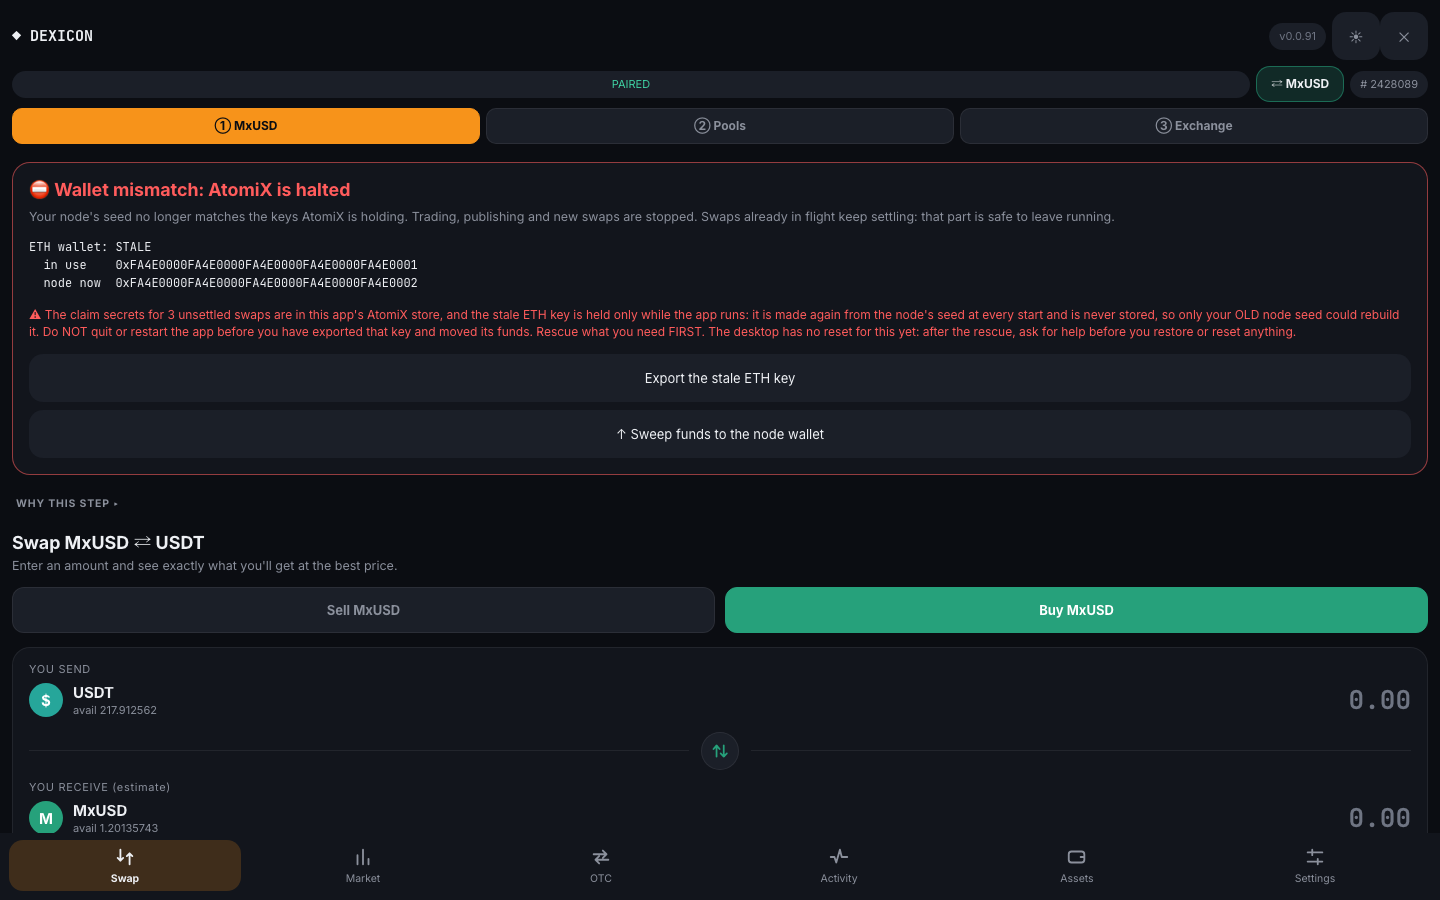 ◆ DEXICON
v0.0.91
PAIRED
⇄ MxUSD
# 2428089
① MxUSD
② Pools
③ Exchange
⛔ Wallet mismatch: AtomiX is halted
Your node's seed no longer matches the keys AtomiX is holding. Trading, publishing and new swaps are stopped. Swaps already in flight keep settling: that part is safe to leave running.
ETH wallet: STALE
in use 0xFA4E0000FA4E0000FA4E0000FA4E0000FA4E0001
node now 0xFA4E0000FA4E0000FA4E0000FA4E0000FA4E0002
⚠ The claim secrets for 3 unsettled swaps are in this app's AtomiX store, and the stale ETH key is held only while the app runs: it is made again from the node's seed at every start and is never stored, so only your OLD node seed could rebuild
it. Do NOT quit or restart the app before you have exported that key and moved its funds. Rescue what you need FIRST. The desktop has no reset for this yet: after the rescue, ask for help before you restore or reset anything.
Export the stale ETH key
↑ Sweep funds to the node wallet
WHY THIS STEP ▸
Swap MxUSD ⇄ USDT
Enter an amount and see exactly what you'll get at the best price.
Sell MxUSD
Buy MxUSD
YOU SEND
$ USDT
avail 217.912562
0.00
YOU RECEIVE (estimate)
M MxUSD
avail 1.20135743
0.00
Swap
Market
OTC
Activity
Assets
Settings